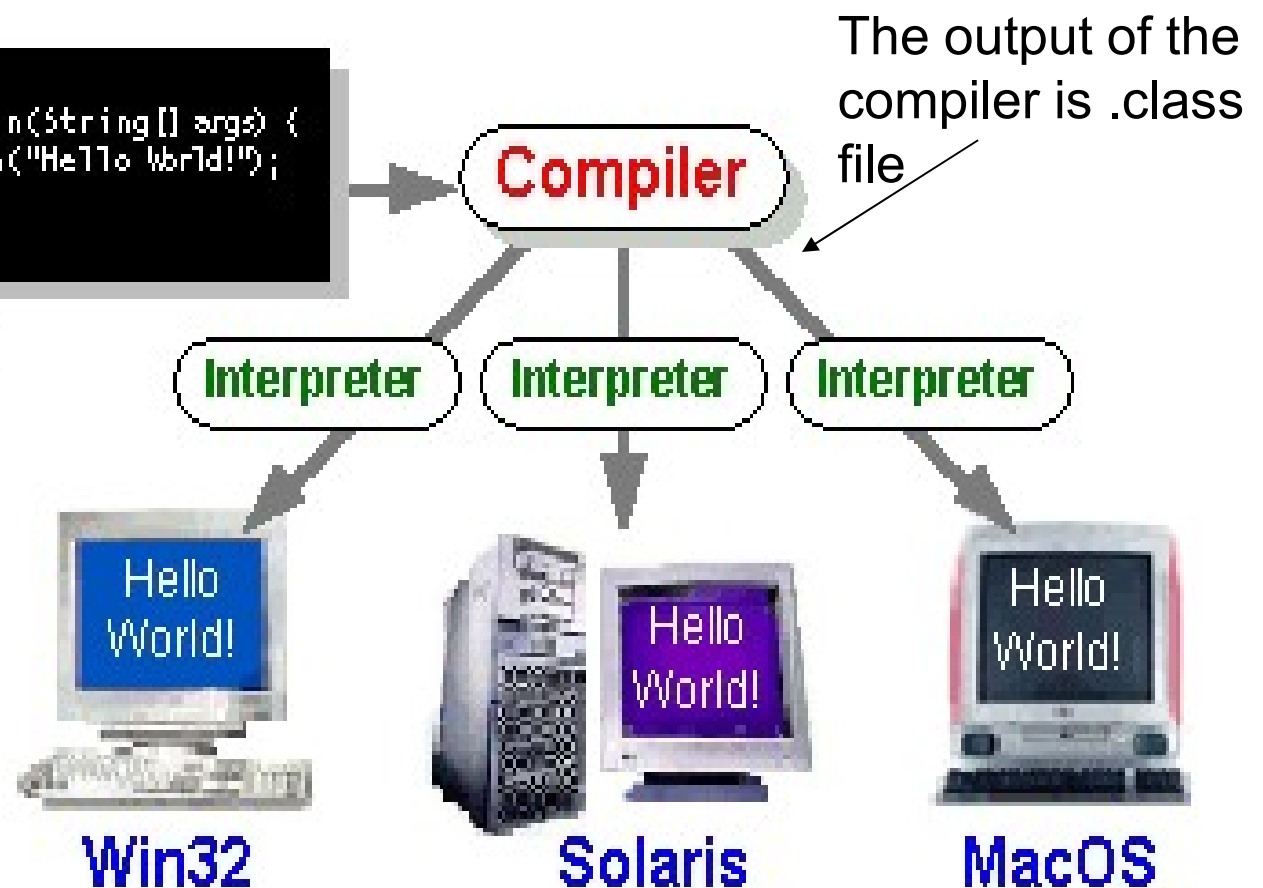 The output of the
compiler is .class
file
n(String[] args) {
("Hello World!");
Compiler
Interpreter
Interpreter
Interpreter
Hello
World!
Hello
World!
Hello
World!
Win32
Solaris
MacOS